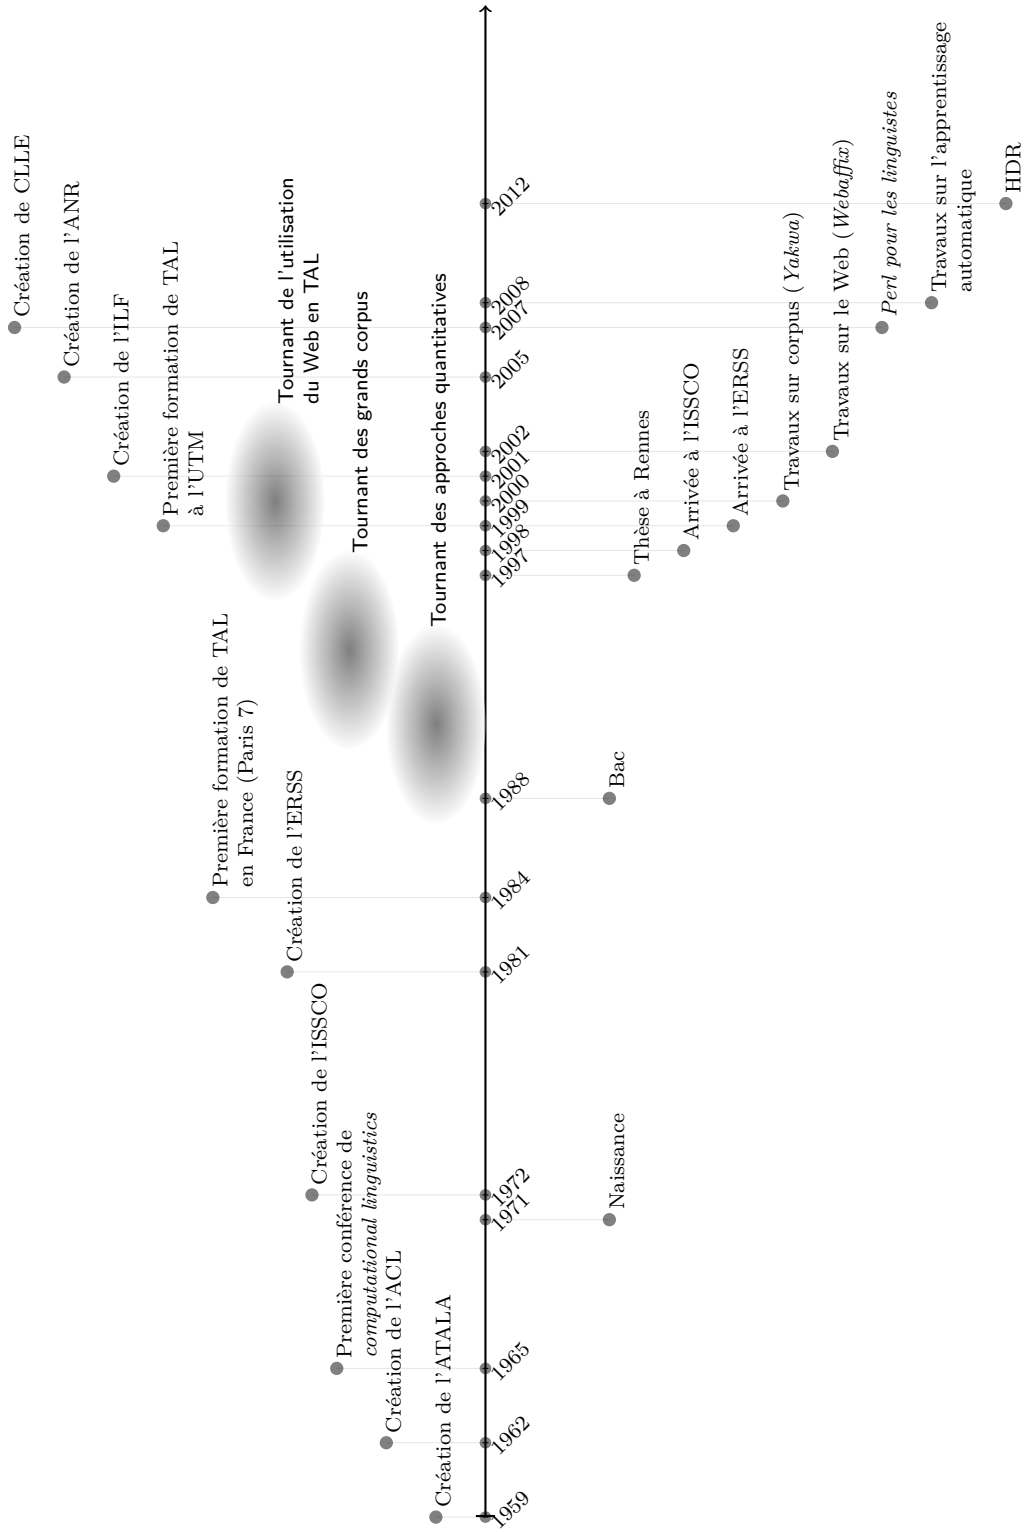 Création de CLLE
Création de l'ANR
Création de l'ILF
Première formation de TAL
à l'UTM
Première formation de TAL
en France (Paris 7)
Tournant de l'utilisation
du Web en TAL
Création de l'ERSS
Création de l'ISSCO
Première conférence de
computational linguistics
Tournant des grands corpus
Création de l'ACL
Tournant des approches quantitatives
Création de l'ATALA
1959
1962
1965
1971
1972
1981
1984
1988
1997
1998
1999
2000
2001
2002
2005
2007
2008
2012
Naissance
Bac
Thèse à Rennes
Arrivée à l'ISSCO
Arrivée à l'ERSS
Travaux sur corpus (Yakwa)
Travaux sur le Web (Webaffix)
Perl pour les linguistes
Travaux sur l'apprentissage
automatique
HDR